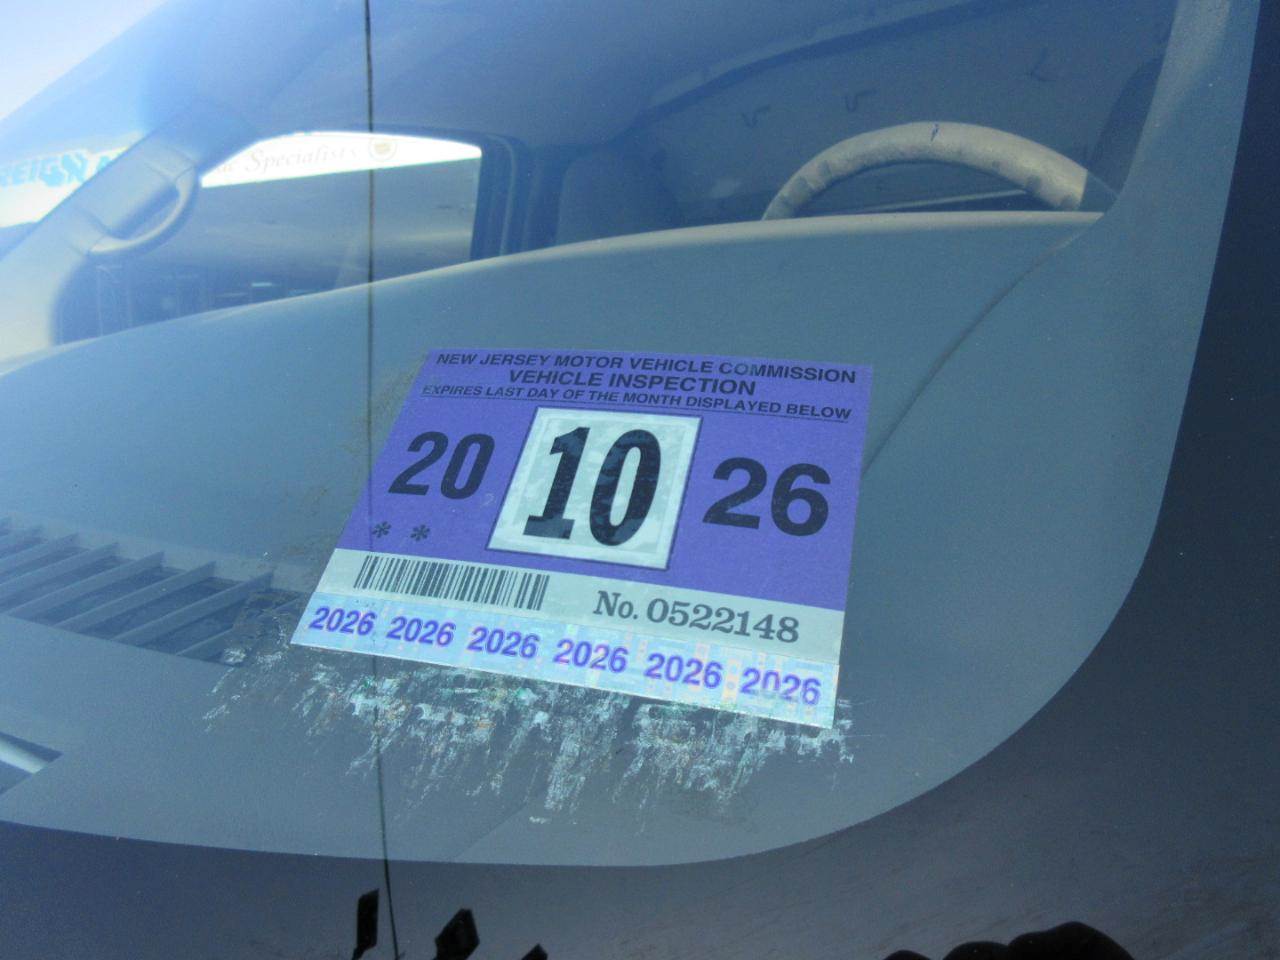 REIGN
Specialists
NEW JERSEY MOTOR VEHICLE COMMISSION
VEHICLE INSPECTION
EXPIRES LAST DAY OF THE MONTH DISPLAYED BELOW
20 10 26
* *
No. 0522148
2026 2026 2026 2026 2026 2026